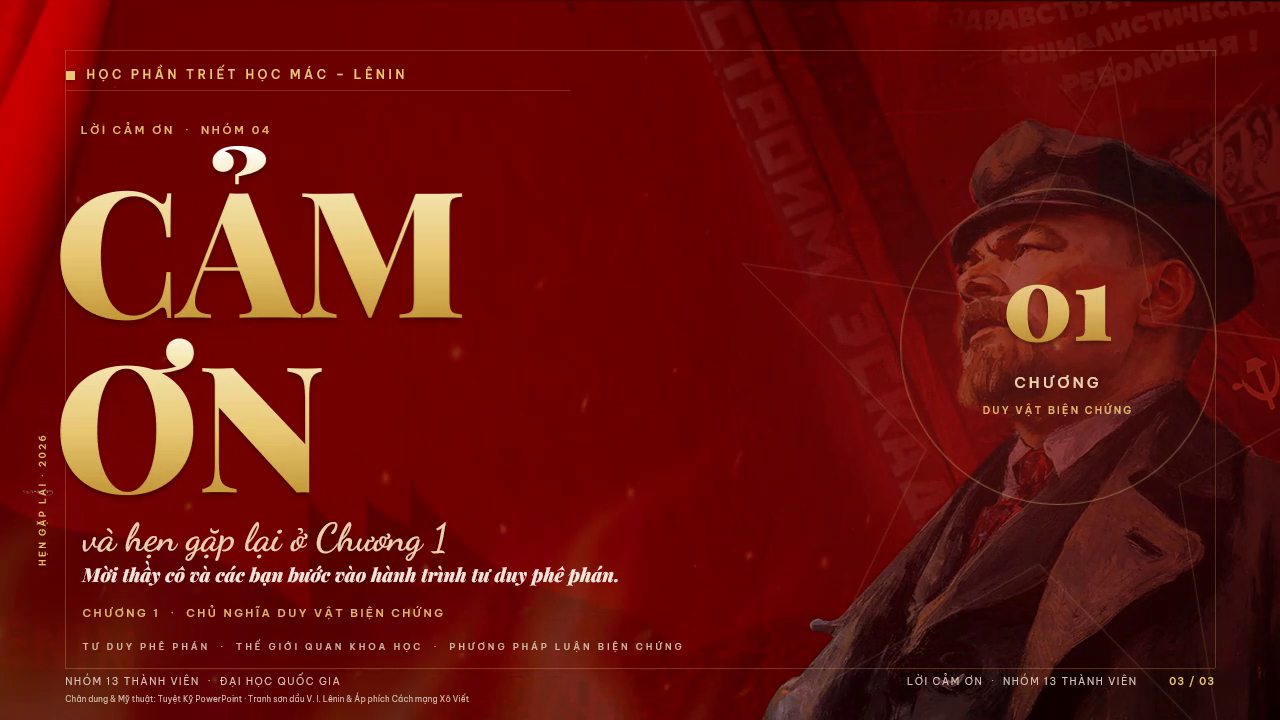 ЗДРАВСТВУЕТ
СОЦИАЛИСТИЧЕСКАЯ
РЕВОЛЮЦИЯ !
HỌC PHẦN TRIẾT HỌC MÁC – LÊNIN
LỜI CẢM ƠN · NHÓM 04
CẢM
ƠN
01
CHƯƠNG
DUY VẬT BIỆN CHỨNG
HẸN GẶP LẠI · 2026
và hẹn gặp lại ở Chương 1
Mời thầy cô và các bạn bước vào hành trình tư duy phê phán.
CHƯƠNG 1 · CHỦ NGHĨA DUY VẬT BIỆN CHỨNG
TƯ DUY PHÊ PHÁN · THẾ GIỚI QUAN KHOA HỌC · PHƯƠNG PHÁP LUẬN BIỆN CHỨNG
NHÓM 13 THÀNH VIÊN · ĐẠI HỌC QUỐC GIA
LỜI CẢM ƠN · NHÓM 13 THÀNH VIÊN 03 / 03
Chân dung & Mỹ thuật: Tuyệt Kỹ PowerPoint · Tranh sơn dầu V. I. Lênin & Áp phích Cách mạng Xô Viết